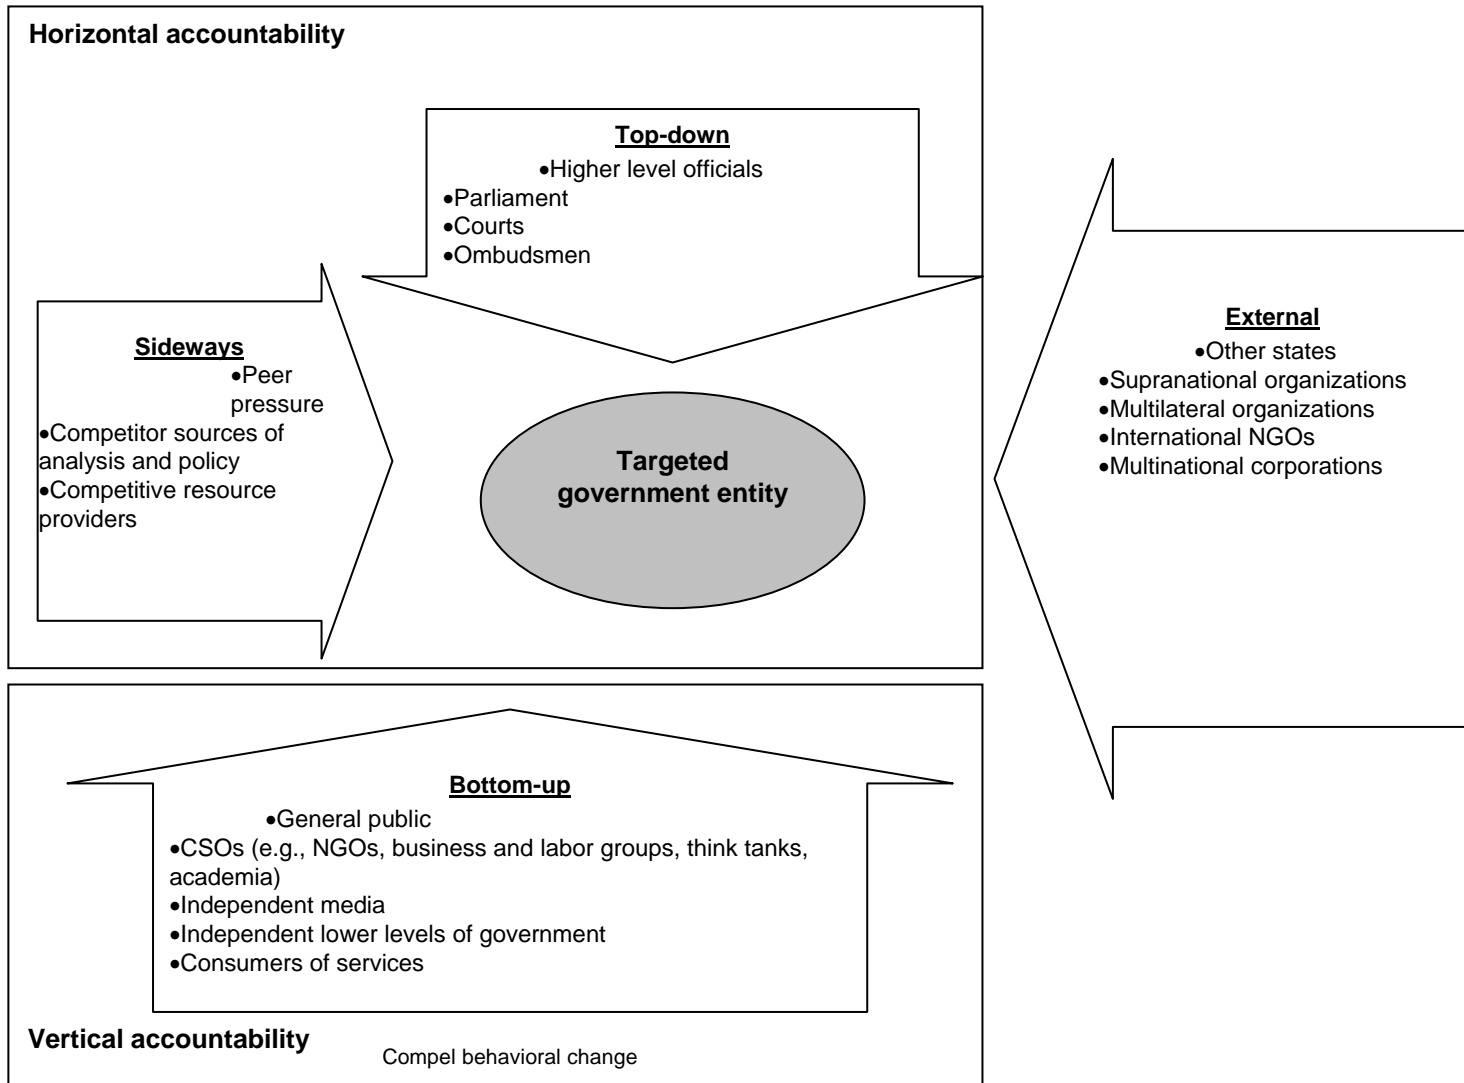 Horizontal accountability
Top-down
•Higher level officials
•Parliament
•Courts
•Ombudsmen
Sideways
•Peer
pressure
•Competitor sources of
analysis and policy
•Competitive resource
providers
Targeted
government entity
External
•Other states
•Supranational organizations
•Multilateral organizations
•International NGOs
•Multinational corporations
Bottom-up
•General public
•CSOs (e.g., NGOs, business and labor groups, think tanks,
academia)
•Independent media
•Independent lower levels of government
•Consumers of services
Vertical accountability
Compel behavioral change